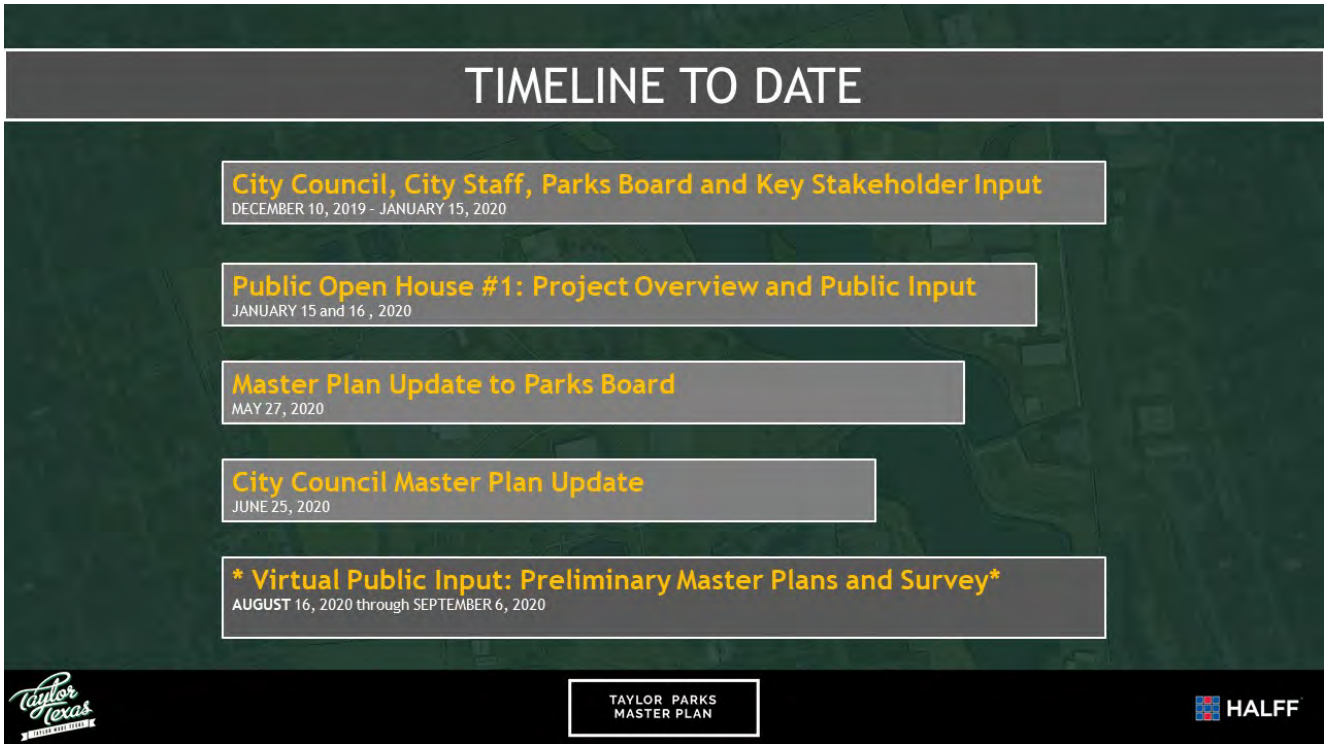 TIMELINE TO DATE
City Council, City Staff, Parks Board and Key Stakeholder Input
DECEMBER 10, 2019 – JANUARY 15, 2020
Public Open House #1: Project Overview and Public Input
JANUARY 15 and 16 , 2020
Master Plan Update to Parks Board
MAY 27, 2020
City Council Master Plan Update
JUNE 25, 2020
* Virtual Public Input: Preliminary Master Plans and Survey*
AUGUST 16, 2020 through SEPTEMBER 6, 2020
Taylor
Texas
TAYLOR MADE TEXAS
TAYLOR PARKS
MASTER PLAN
HALFF